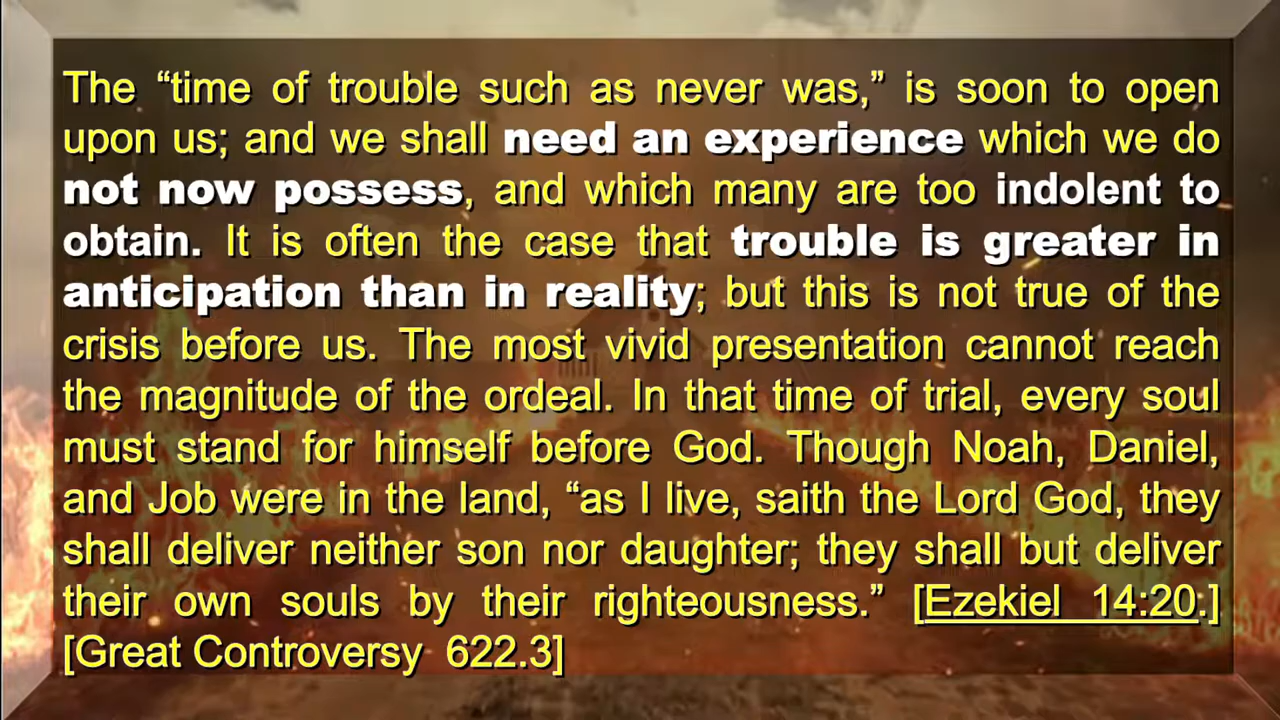 The “time of trouble such as never was,” is soon to open
upon us; and we shall need an experience which we do
not now possess, and which many are too indolent to
obtain. It is often the case that trouble is greater in
anticipation than in reality; but this is not true of the
crisis before us. The most vivid presentation cannot reach
the magnitude of the ordeal. In that time of trial, every soul
must stand for himself before God. Though Noah, Daniel,
and Job were in the land, “as I live, saith the Lord God, they
shall deliver neither son nor daughter; they shall but deliver
their own souls by their righteousness.” [Ezekiel 14:20.]
[Great Controversy 622.3]